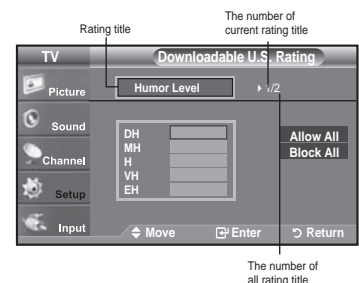 The number of
current rating title
Rating title
TV
Downloadable U.S. Rating
Picture
Humor Level
1/2
Sound
DH
MH
H
VH
EH
Allow All
Block All
Channel
Setup
Input
Move
Enter
Return
The number of
all rating title